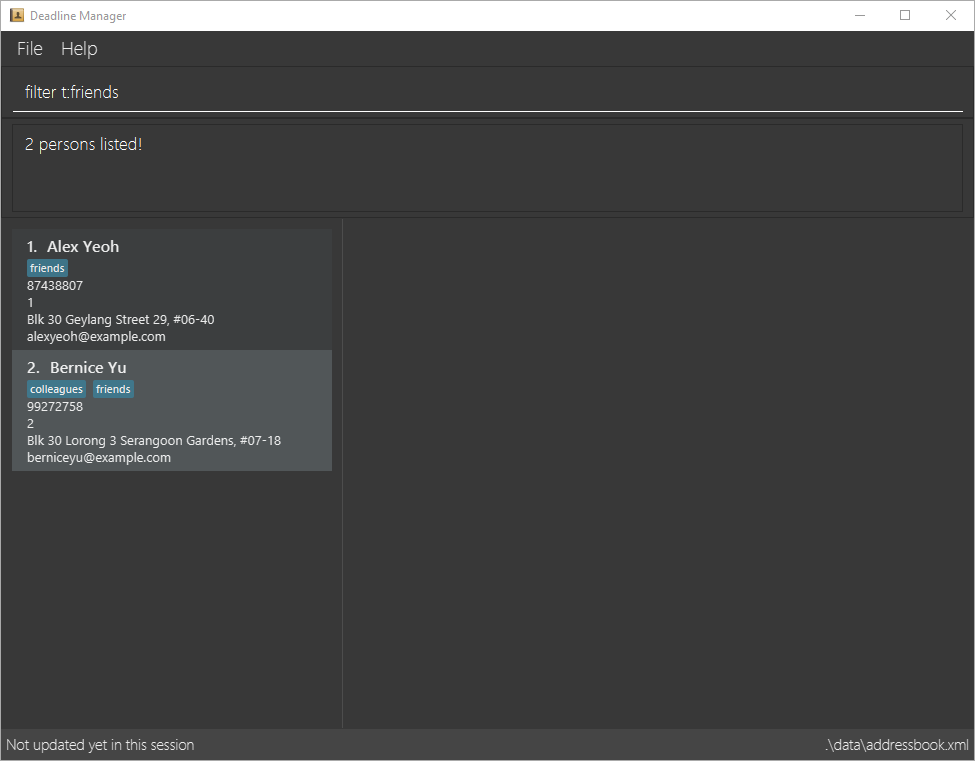 Deadline Manager
File Help
filter t:friends
2 persons listed!
1. Alex Yeoh
friends
87438807
1
Blk 30 Geylang Street 29, #06-40
alexyeoh@example.com
2. Bernice Yu
colleagues friends
99272758
2
Blk 30 Lorong 3 Serangoon Gardens, #07-18
berniceyu@example.com
Not updated yet in this session
.\data\addressbook.xml